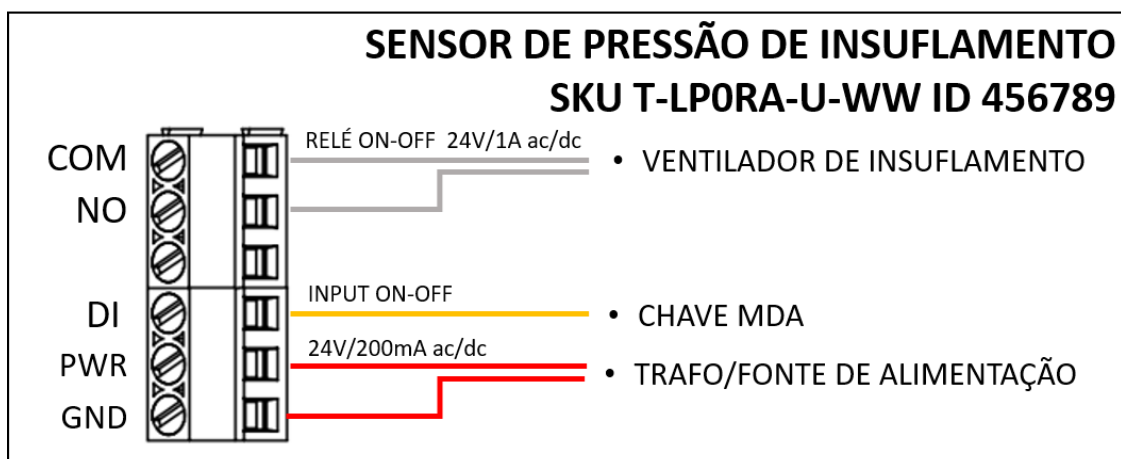 SENSOR DE PRESSÃO DE INSUFLAMENTO
SKU T-LP0RA-U-WW ID 456789
COM
RELÉ ON-OFF 24V/1A ac/dc
• VENTILADOR DE INSUFLAMENTO
NO
DI
INPUT ON-OFF
• CHAVE MDA
PWR
24V/200mA ac/dc
• TRAFO/FONTE DE ALIMENTAÇÃO
GND